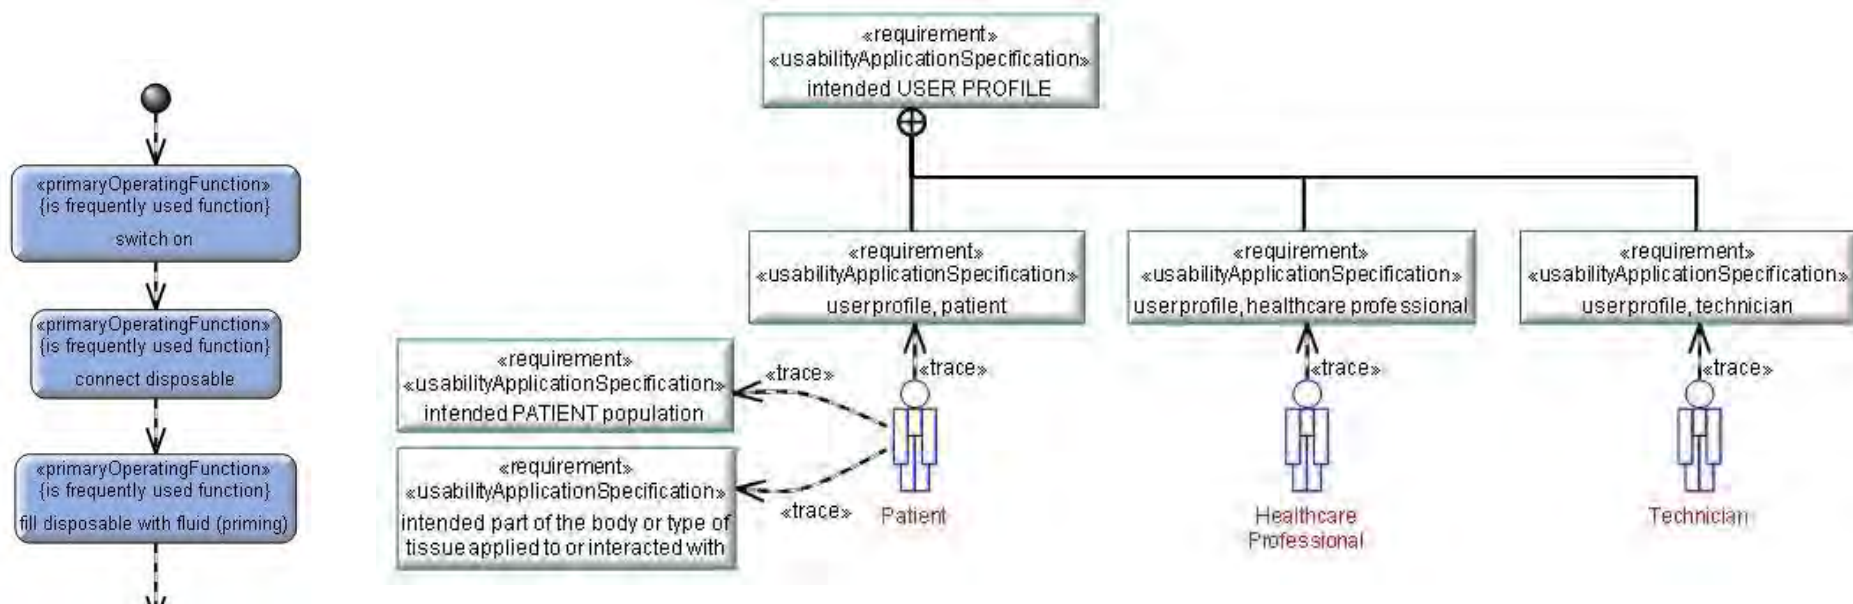 «primaryOperatingFunction»
{is frequently used function}
switch on
«primaryOperatingFunction»
{is frequently used function}
connect disposable
«primaryOperatingFunction»
{is frequently used function}
fill disposable with fluid (priming)
«requirement»
«usabilityApplicationSpecification»
intended USER PROFILE
«requirement»
«usabilityApplicationSpecification»
userprofile, patient
«requirement»
«usabilityApplicationSpecification»
userprofile, healthcare professional
«requirement»
«usabilityApplicationSpecification»
userprofile, technician
«requirement»
«usabilityApplicationSpecification»
intended PATIENT population
«requirement»
«usabilityApplicationSpecification»
intended part of the body or type of
tissue applied to or interacted with
«trace»
«trace»
«trace»
«trace»
«trace»
Patient
Healthcare
Professional
Technician